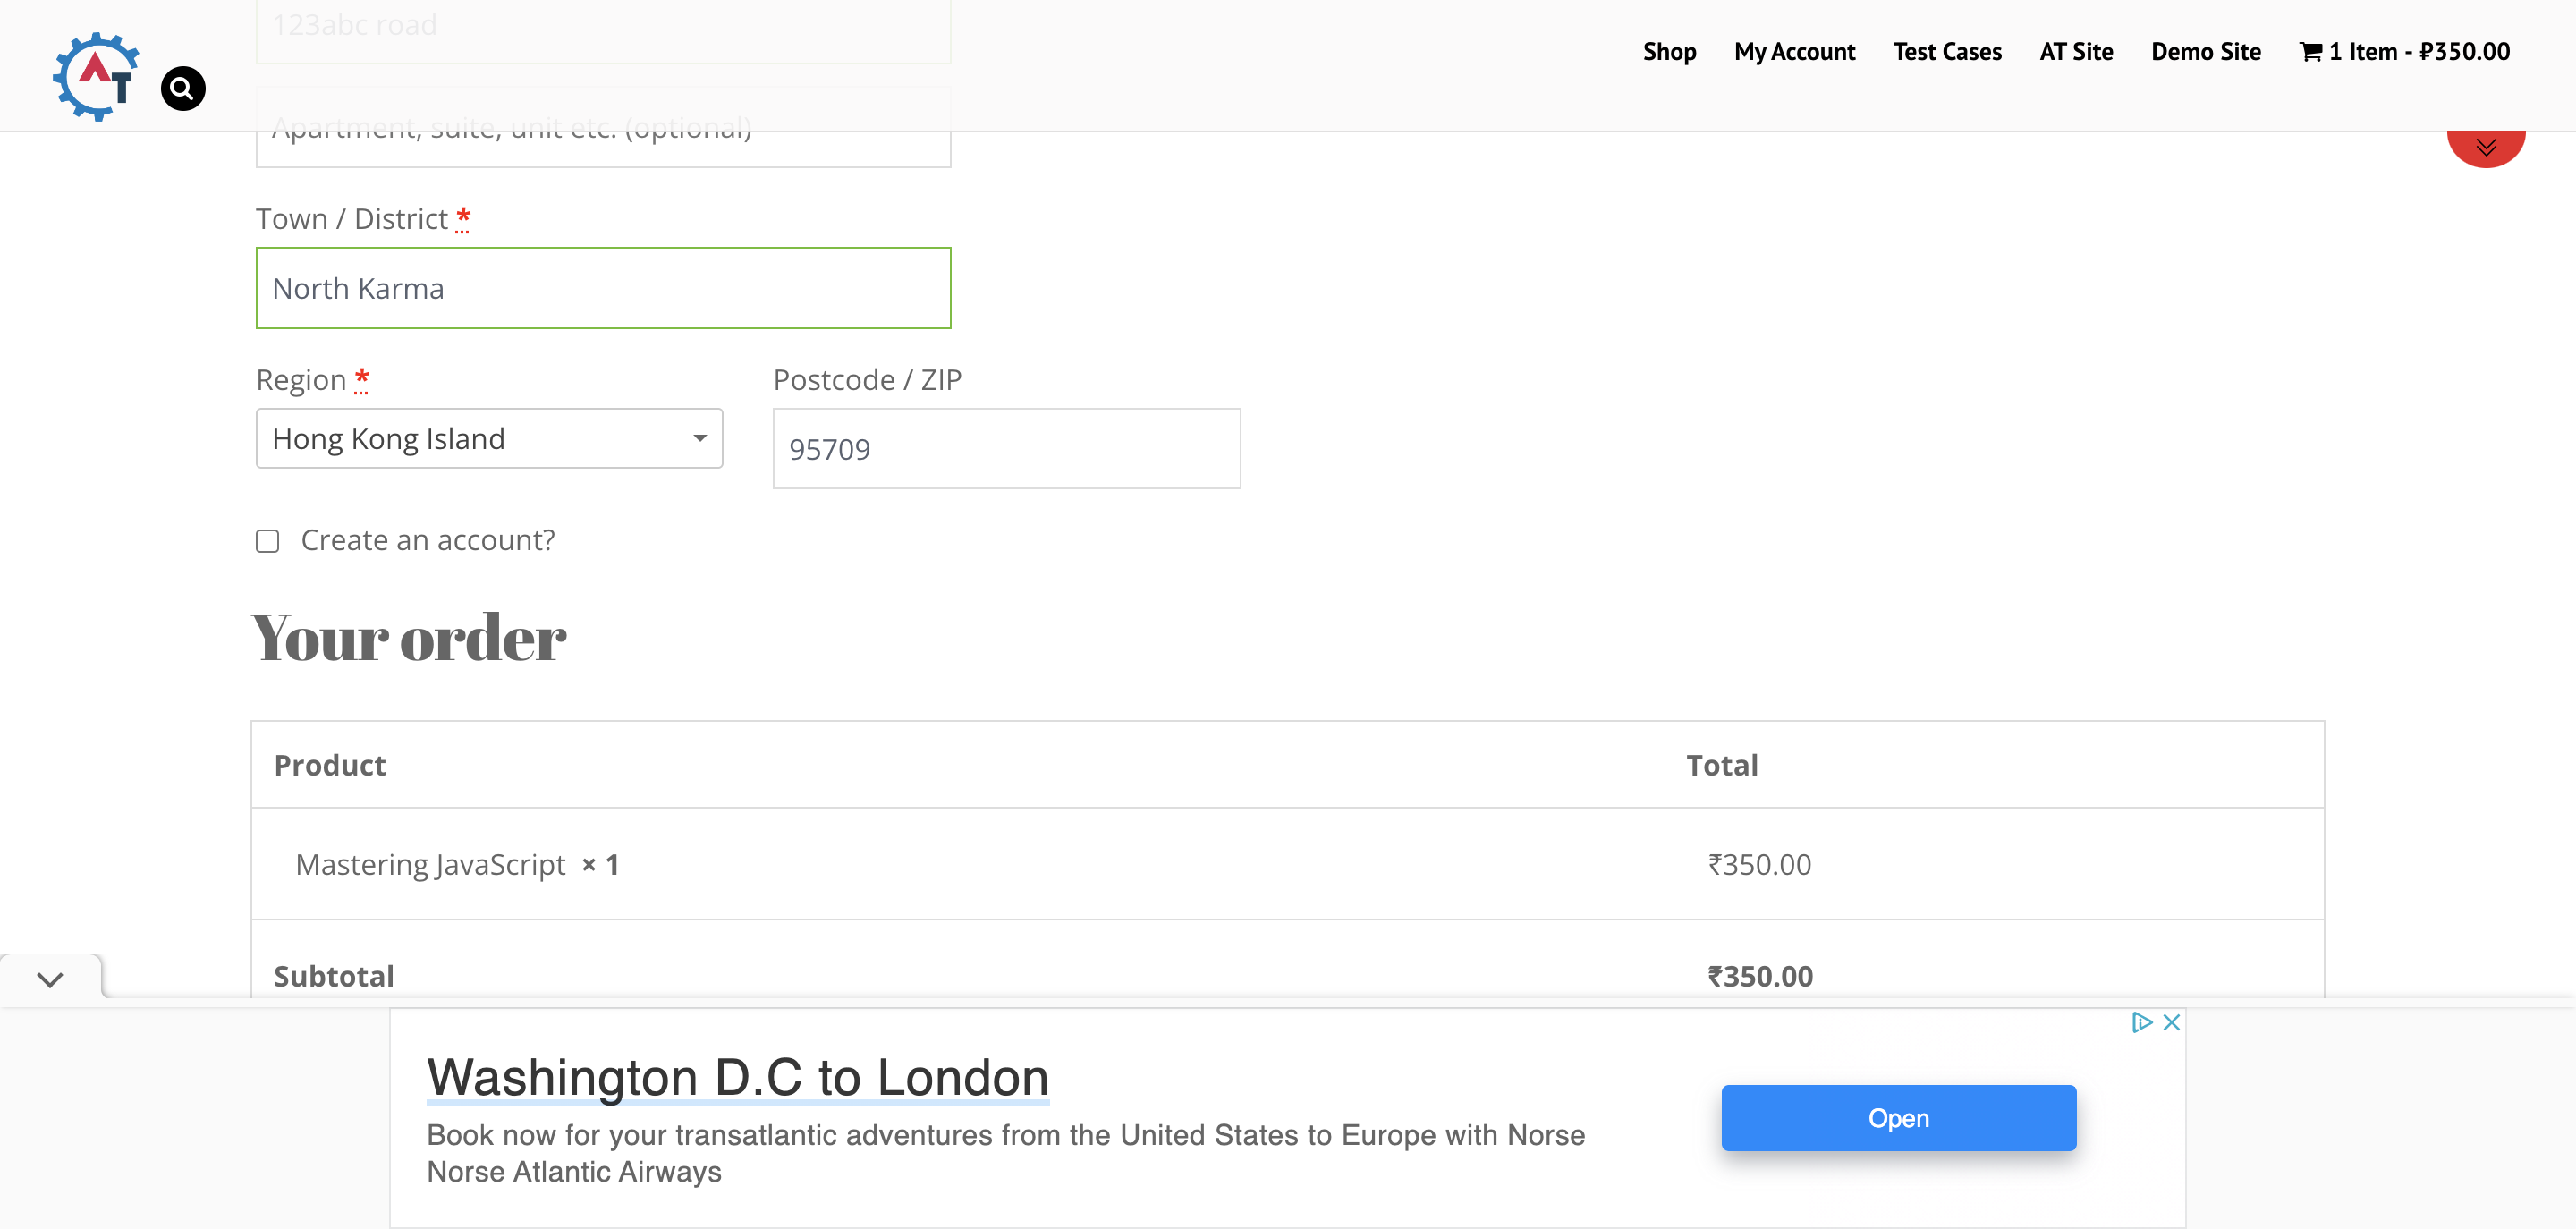 123abc road
AT
Shop My Account Test Cases AT Site Demo Site 1 Item - ₽350.00
Apartment, suite, unit etc. (optional)
Town / District *
North Karma
Region * Postcode / ZIP
Hong Kong Island 95709
Create an account?
Your order
Product Total
Mastering JavaScript × 1 ₹350.00
Subtotal ₹350.00
Washington D.C to London
Book now for your transatlantic adventures from the United States to Europe with Norse
Norse Atlantic Airways
Open